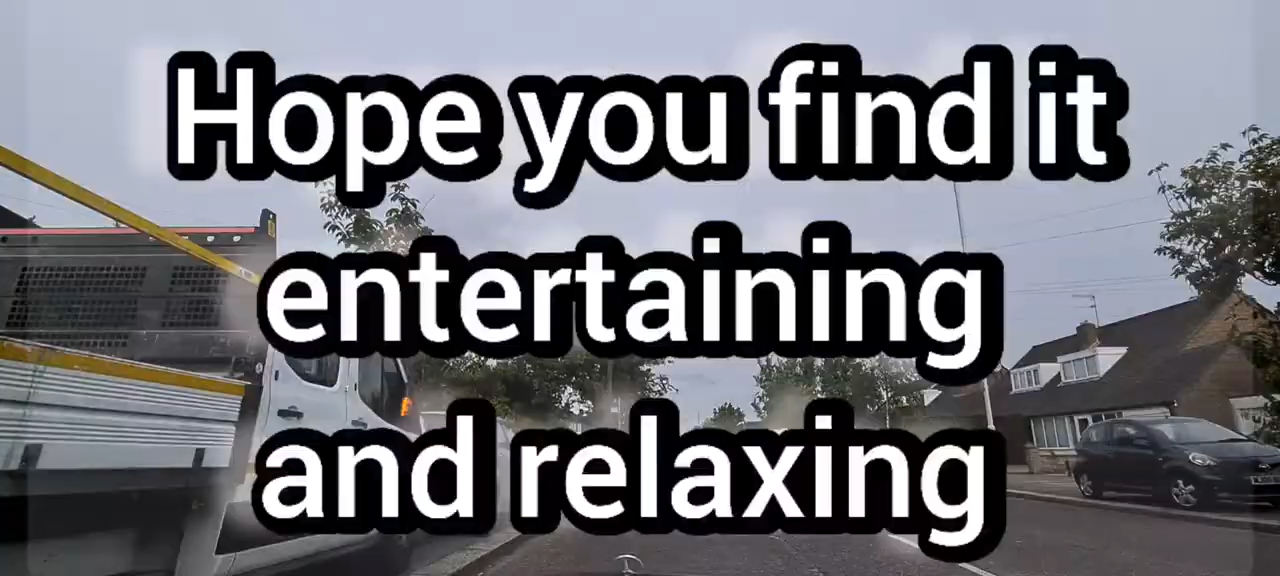 Hope you find it
entertaining
and relaxing